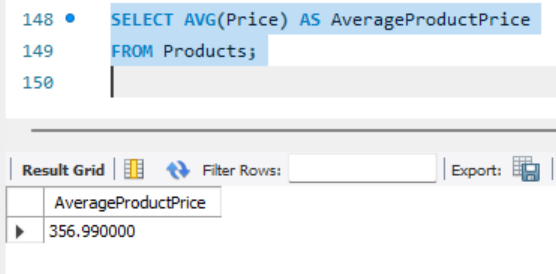 148 SELECT AVG(Price) AS AverageProductPrice
149 FROM Products;
150
Result Grid Filter Rows: Export:
AverageProductPrice
356.990000